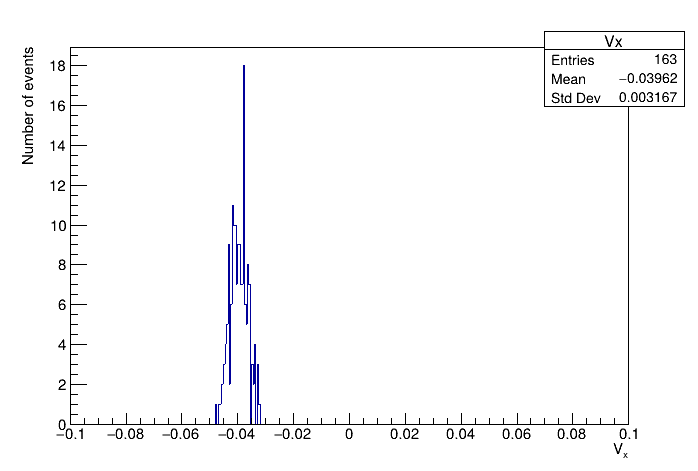 Vx
Entries 163
Mean −0.03962
Std Dev 0.003167
Number of events
18
16
14
12
10
8
6
4
2
0
−0.1 −0.08 −0.06 −0.04 −0.02 0 0.02 0.04 0.06 0.08 0.1
Vx